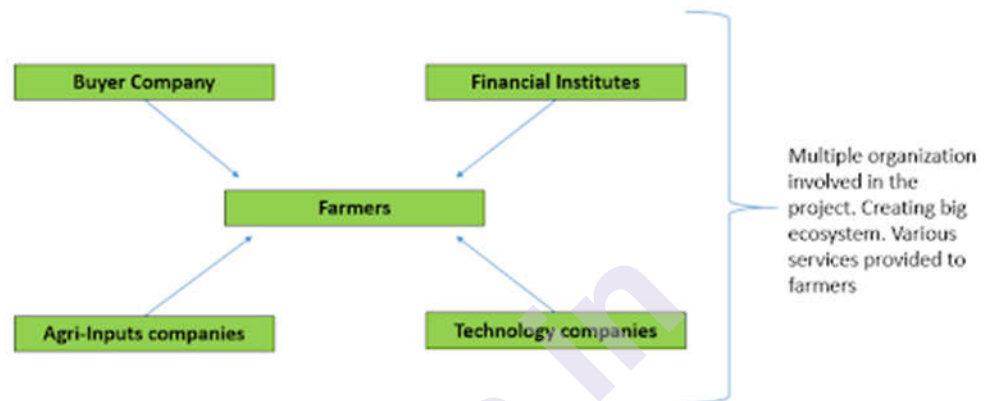 Buyer Company
Financial Institutes
Farmers
Agri-Inputs companies
Technology companies
Multiple organization
involved in the
project. Creating big
ecosystem. Various
services provided to
farmers
in